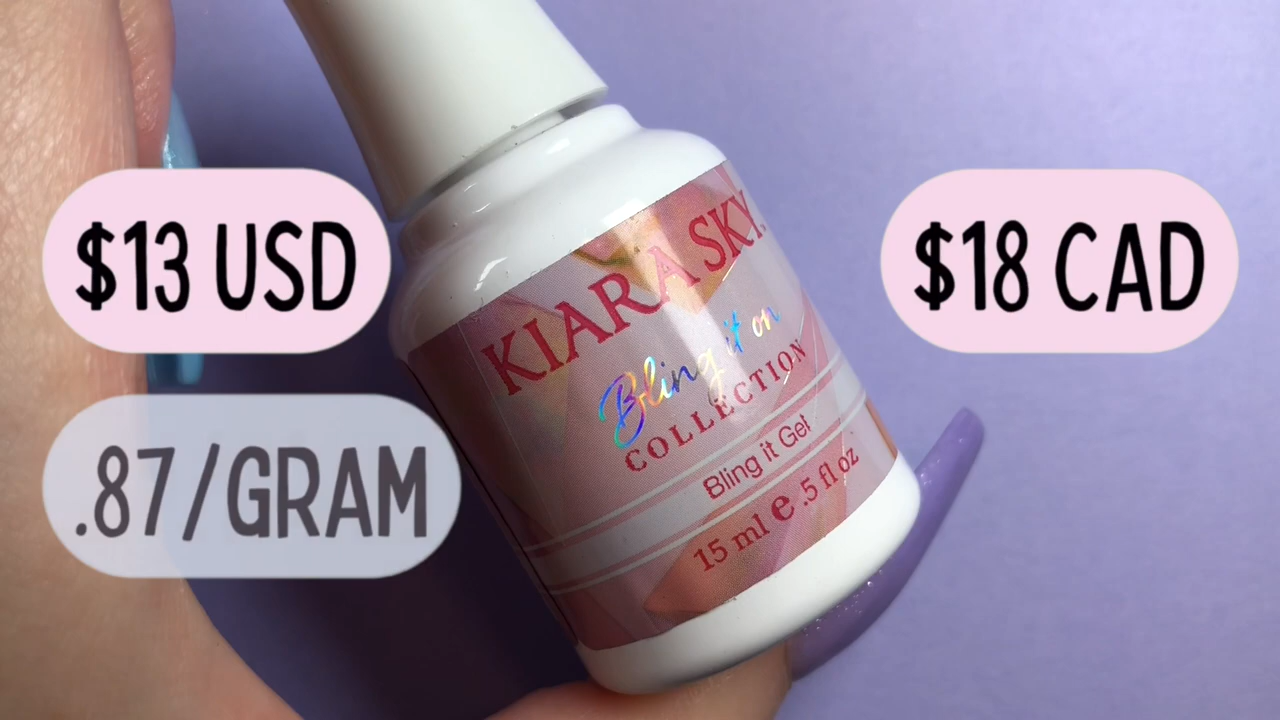 $13 USD
.87/GRAM
$18 CAD
KIARA SKY.
Bling it on
COLLECTION
Bling it Gel
15 ml e .5 fl oz